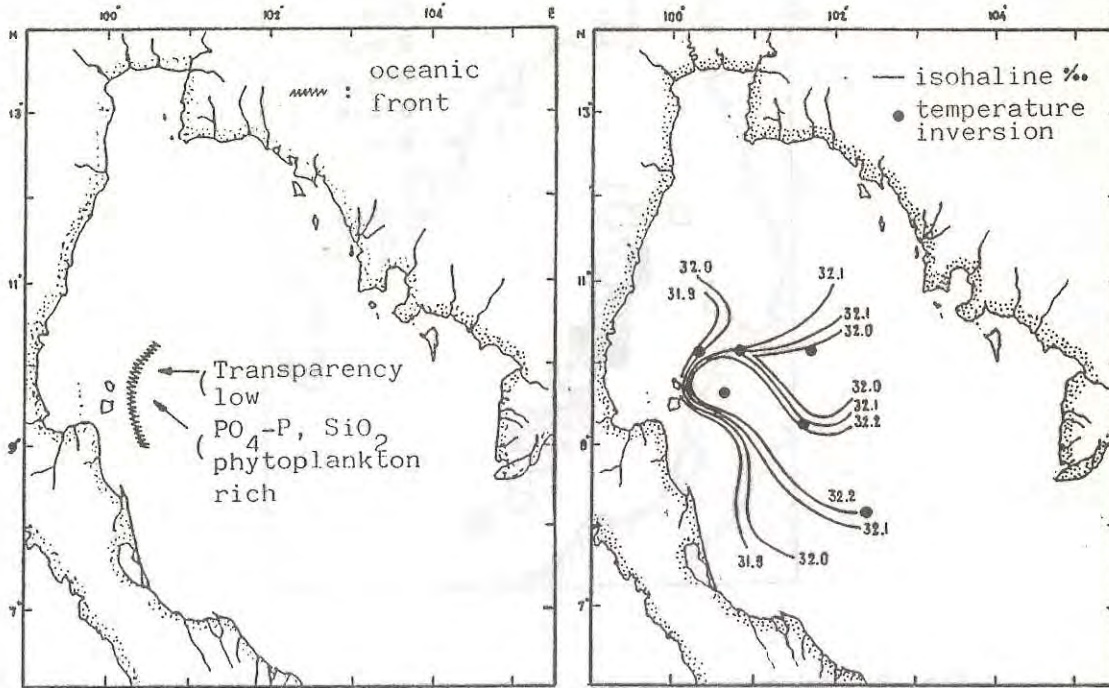 100° 102° 104° E
N
13°
11°
9°
7°
: oceanic
front
Transparency
low
PO4-P, SiO2
phytoplankton
rich
100° 102° 104°
N
13°
11°
9
7°
isohaline ‰
temperature
inversion
32.0
31.9
32.1
32.1
32.0
32.0
32.1
32.2
32.2
32.1
31.9
32.0